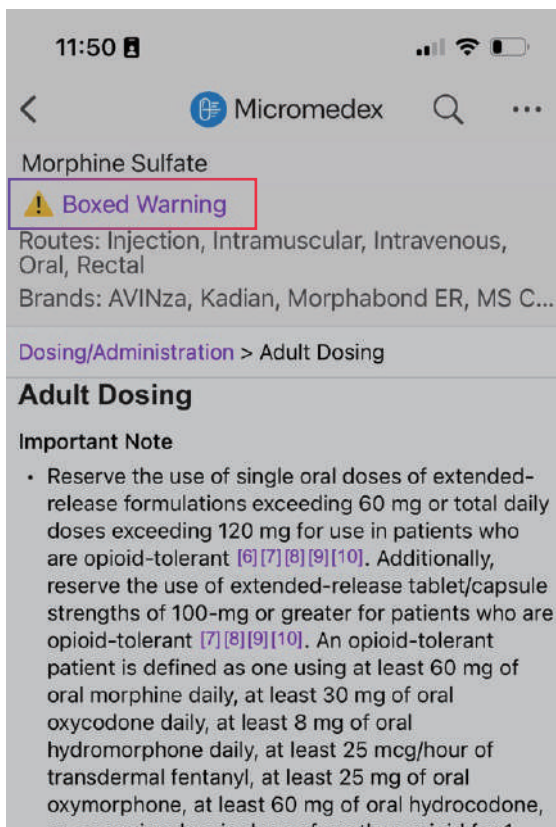 11:50
Micromedex
Morphine Sulfate
Boxed Warning
Routes: Injection, Intramuscular, Intravenous,
Oral, Rectal
Brands: AVINza, Kadian, Morphabond ER, MS C...
Dosing/Administration > Adult Dosing
Adult Dosing
Important Note
• Reserve the use of single oral doses of extended-
release formulations exceeding 60 mg or total daily
doses exceeding 120 mg for use in patients who
are opioid-tolerant [6][7][8][9][10]. Additionally,
reserve the use of extended-release tablet/capsule
strengths of 100-mg or greater for patients who are
opioid-tolerant [7][8][9][10]. An opioid-tolerant
patient is defined as one using at least 60 mg of
oral morphine daily, at least 30 mg of oral
oxycodone daily, at least 8 mg of oral
hydromorphone daily, at least 25 mcg/hour of
transdermal fentanyl, at least 25 mg of oral
oxymorphone, at least 60 mg of oral hydrocodone,